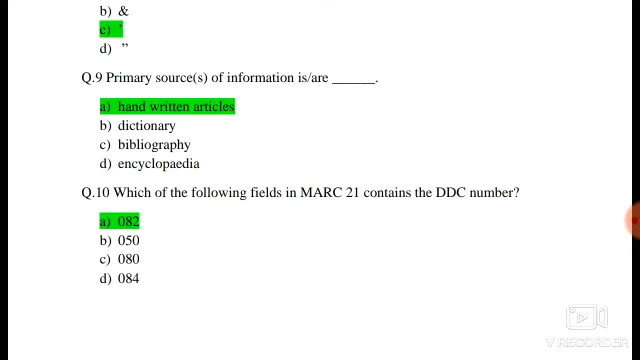 b) &
c) '
d) ”
Q.9 Primary source(s) of information is/are ______.
a) hand written articles
b) dictionary
c) bibliography
d) encyclopaedia
Q.10 Which of the following fields in MARC 21 contains the DDC number?
a) 082
b) 050
c) 080
d) 084
V RECORDER